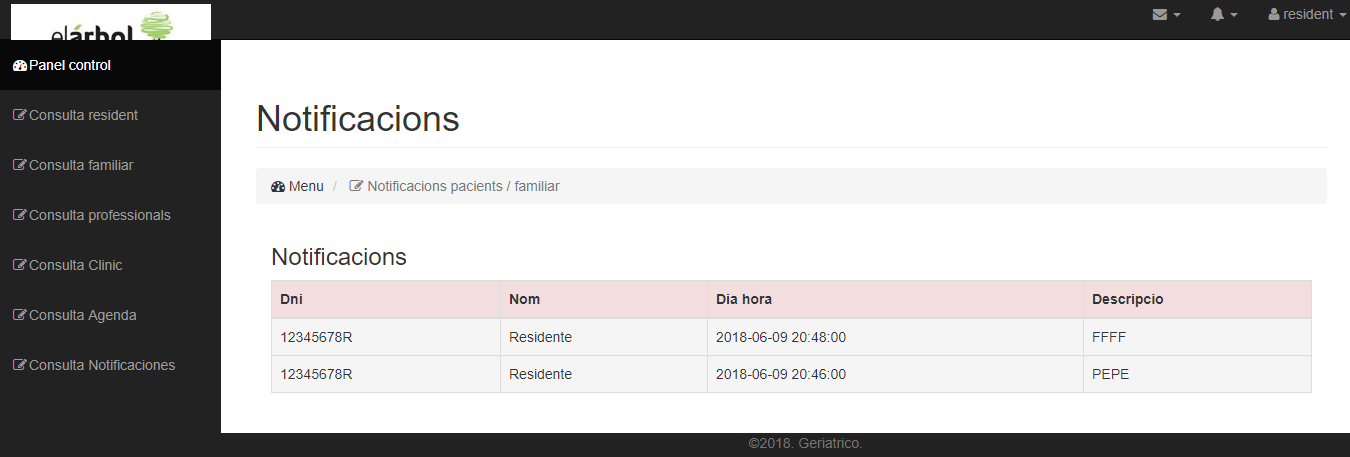 el árbol
resident
Panel control
Consulta resident
Consulta familiar
Consulta professionals
Consulta Clinic
Consulta Agenda
Consulta Notificaciones
Notificacions
Menu / Notificacions pacients / familiar
Notificacions
Dni Nom Dia hora Descripcio
12345678R Residente 2018-06-09 20:48:00 FFFF
12345678R Residente 2018-06-09 20:46:00 PEPE
©2018. Geriatrico.